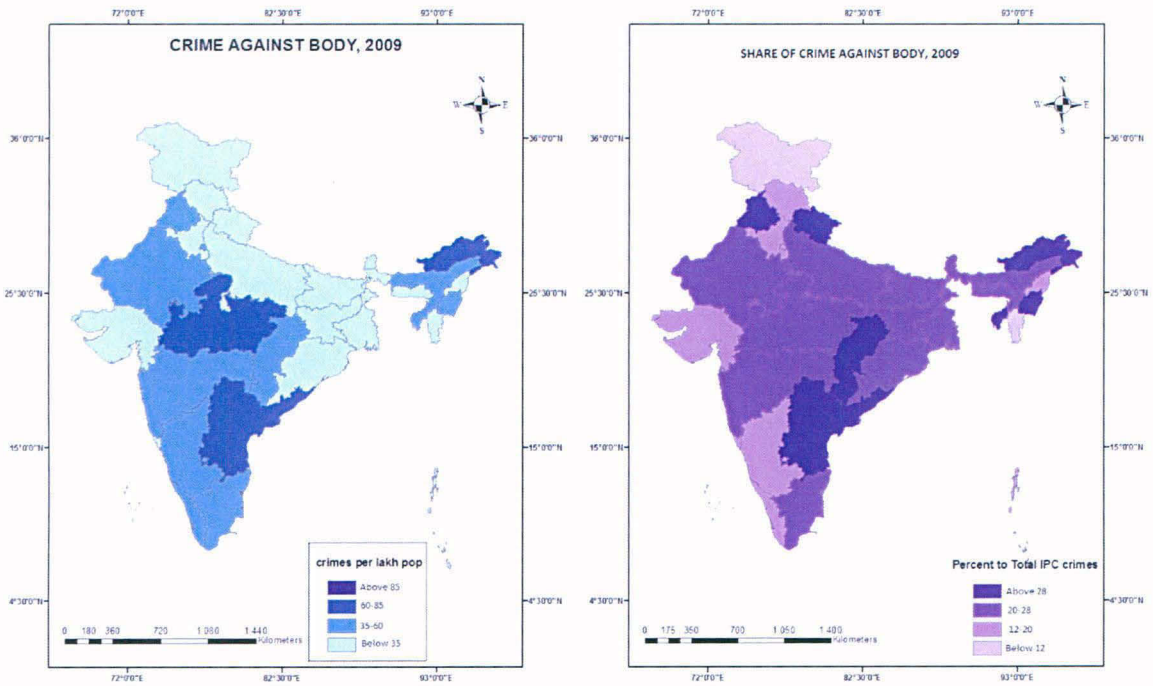 72°0'0"E 82°30'0"E 93°0'0"E
CRIME AGAINST BODY, 2009
N
W E
S
36°0'0"N 36°0'0"N
25°30'0"N 25°30'0"N
15°0'0"N 15°0'0"N
4°30'0"N 4°30'0"N
crimes per lakh pop
Above 85
60-85
35-60
Below 35
0 180 360 720 1,080 1,440
Kilometers
72°0'0"E 82°30'0"E 93°0'0"E
72°0'0"E 82°30'0"E 93°0'0"E
SHARE OF CRIME AGAINST BODY, 2009
N
W E
S
36°0'0"N 36°0'0"N
25°30'0"N 25°30'0"N
15°0'0"N 15°0'0"N
4°30'0"N 4°30'0"N
Percent to Total IPC crimes
Above 28
20-28
12-20
Below 12
0 175 350 700 1,050 1,400
Kilometers
72°0'0"E 82°30'0"E 93°0'0"E